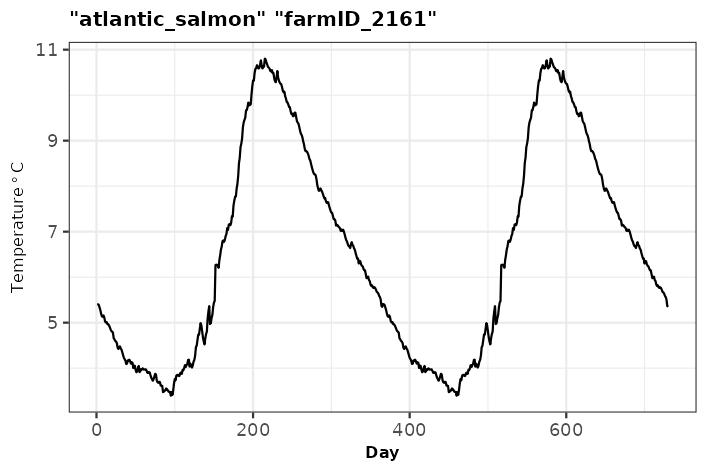 "atlantic_salmon" "farmID_2161"
11
9
7
5
Temperature °C
0 200 400 600
Day